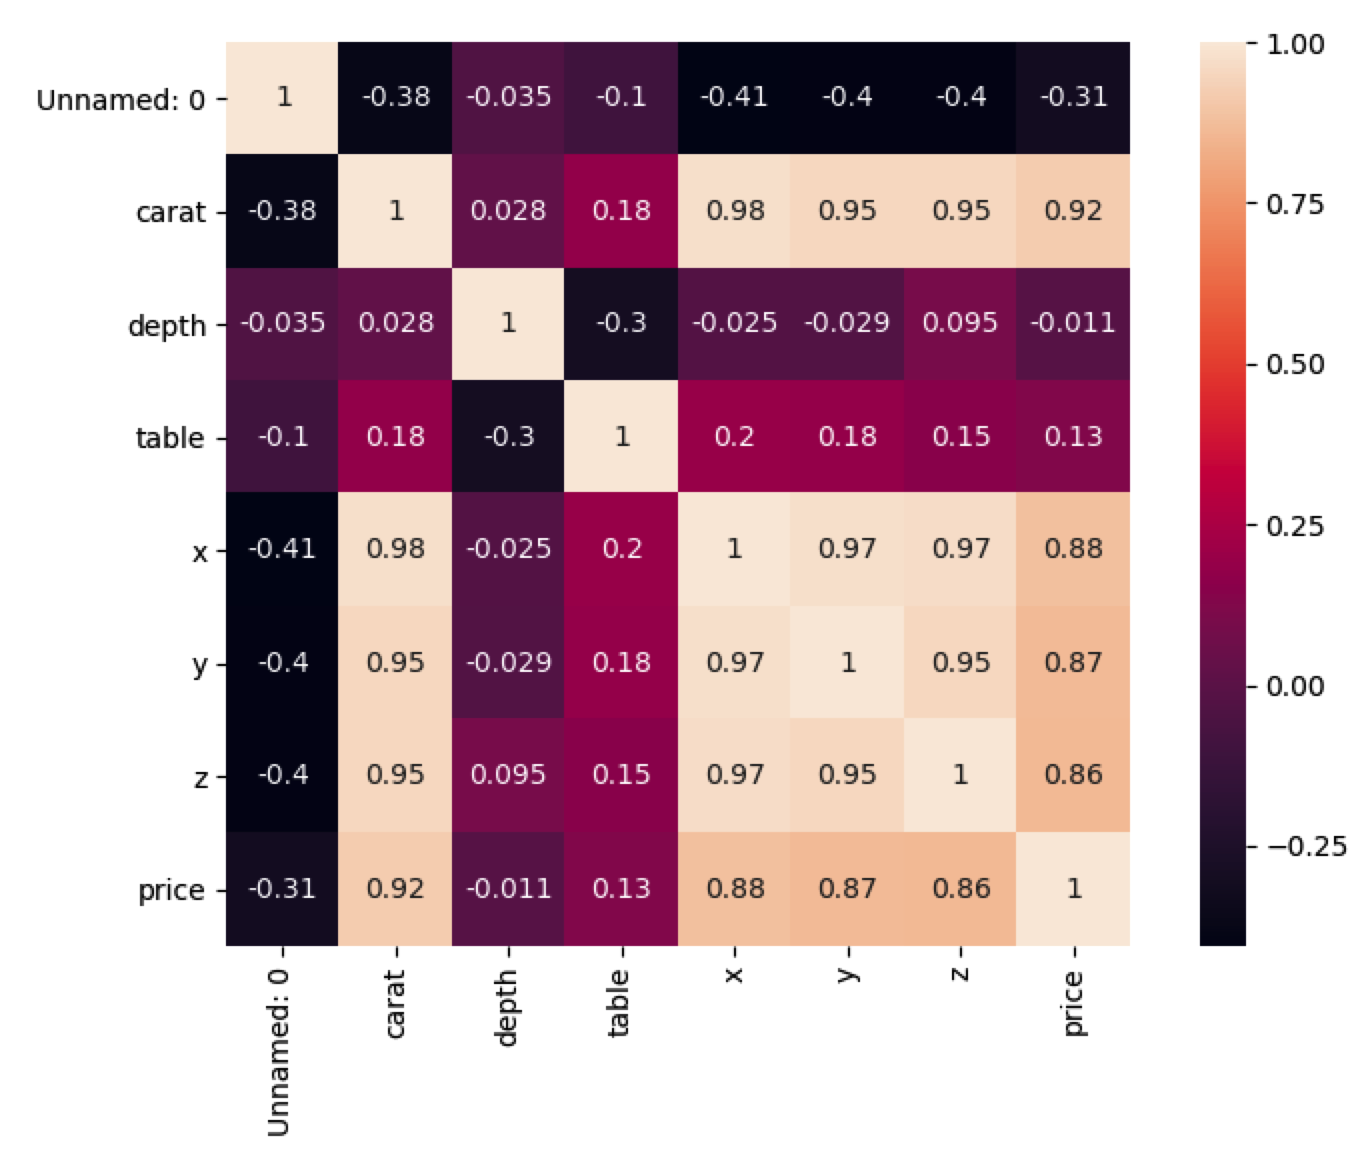 1.00
Unnamed: 0 1 -0.38 -0.035 -0.1 -0.41 -0.4 -0.4 -0.31
carat -0.38 1 0.028 0.18 0.98 0.95 0.95 0.92
0.75
depth -0.035 0.028 1 -0.3 -0.025 -0.029 0.095 -0.011
0.50
table -0.1 0.18 -0.3 1 0.2 0.18 0.15 0.13
0.25
x -0.41 0.98 -0.025 0.2 1 0.97 0.97 0.88
y -0.4 0.95 -0.029 0.18 0.97 1 0.95 0.87
0.00
z -0.4 0.95 0.095 0.15 0.97 0.95 1 0.86
−0.25
price -0.31 0.92 -0.011 0.13 0.88 0.87 0.86 1
Unnamed: 0 carat depth table x y z price